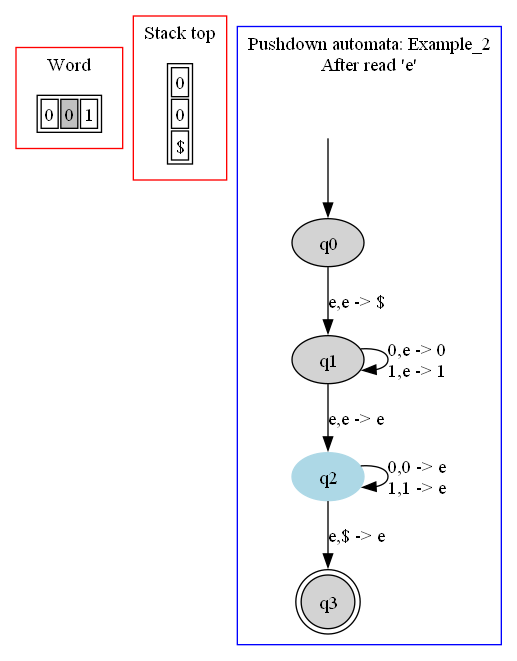 Word
0 0 1
Stack top
0
0
$
Pushdown automata: Example_2
After read 'e'
q0
e,e -> $
q1
0,e -> 0
1,e -> 1
e,e -> e
q2
0,0 -> e
1,1 -> e
e,$ -> e
q3